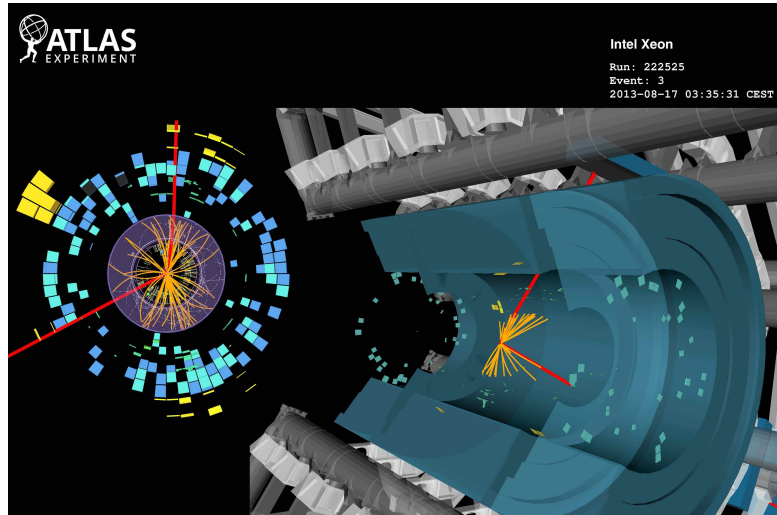 ATLAS
EXPERIMENT
Intel Xeon
Run: 222525
Event: 3
2013-08-17 03:35:31 CEST